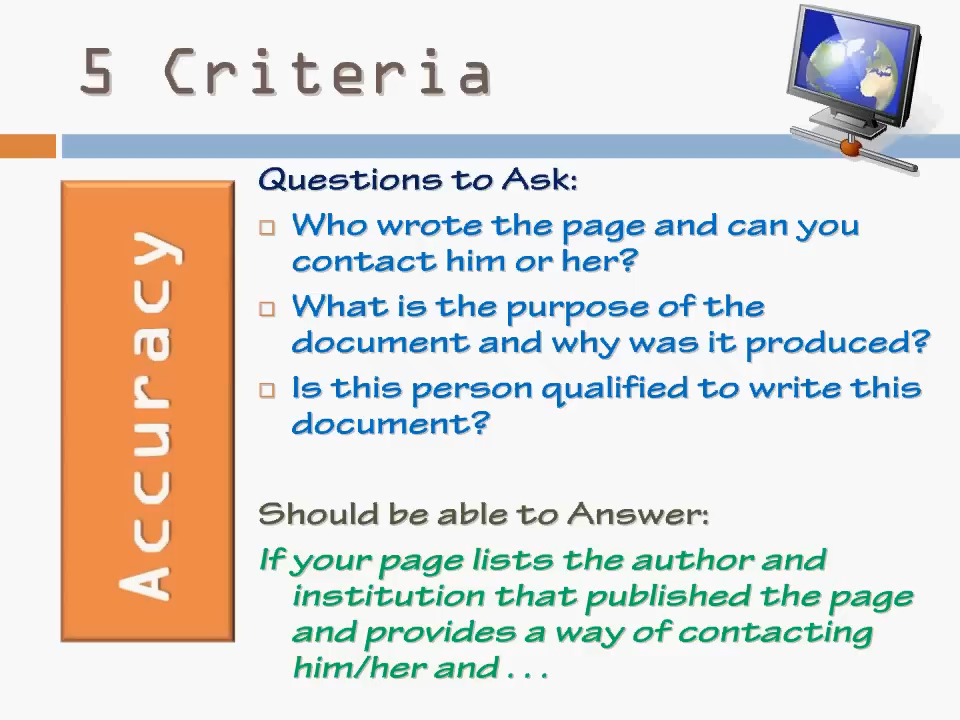 5 Criteria
Accuracy
Questions to Ask:
Who wrote the page and can you
contact him or her?
What is the purpose of the
document and why was it produced?
Is this person qualified to write this
document?
Should be able to Answer:
If your page lists the author and
institution that published the page
and provides a way of contacting
him/her and . . .